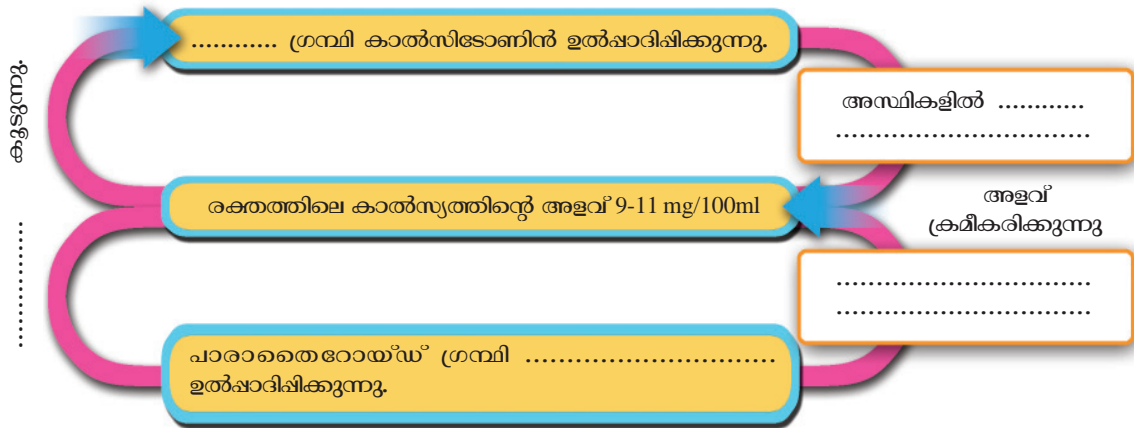 ............ ഗ്രന്ഥി കാൽസിടോണിൻ ഉൽപ്പാദിപ്പിക്കുന്നു.
കൂടുന്നു.
അസ്ഥികളിൽ ............
.................................
രക്തത്തിലെ കാൽസ്യത്തിന്റെ അളവ് 9-11 mg/100ml
അളവ്
ക്രമീകരിക്കുന്നു
................
.................................
.................................
പാരാതൈറോയ്ഡ് ഗ്രന്ഥി ................................
ഉൽപ്പാദിപ്പിക്കുന്നു.